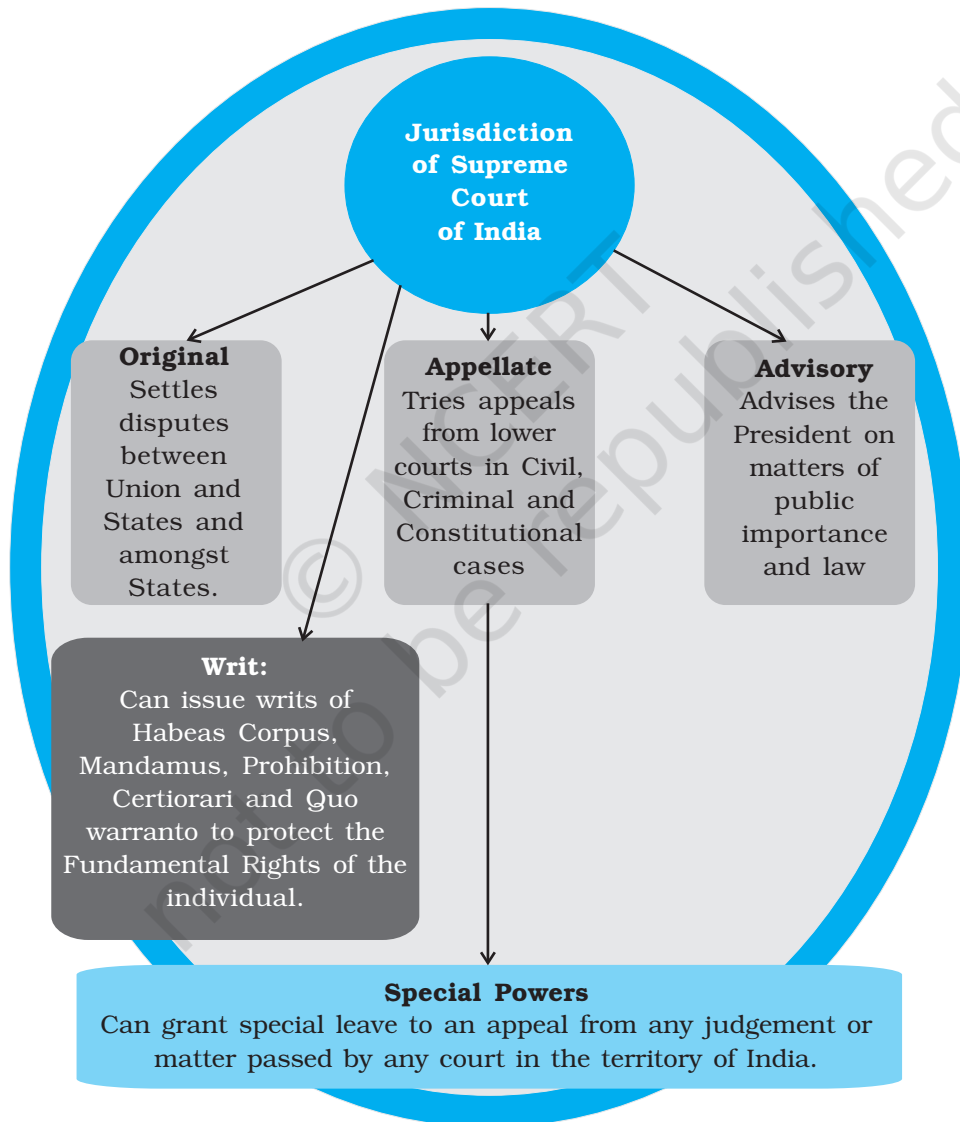 Jurisdiction
of Supreme
Court
of India
Original
Settles
disputes
between
Union and
States and
amongst
States.
Appellate
Tries appeals
from lower
courts in Civil,
Criminal and
Constitutional
cases
Advisory
Advises the
President on
matters of
public
importance
and law
Writ:
Can issue writs of
Habeas Corpus,
Mandamus, Prohibition,
Certiorari and Quo
warranto to protect the
Fundamental Rights of the
individual.
Special Powers
Can grant special leave to an appeal from any judgement or
matter passed by any court in the territory of India.
© NCERT
not to be republished